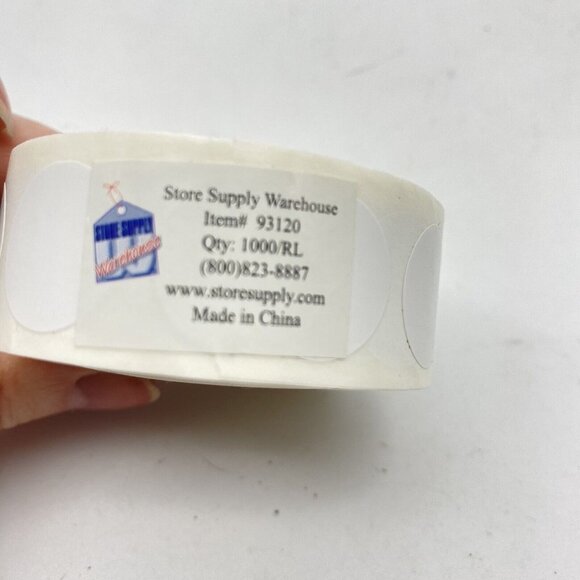 STORE SUPPLY
Warehouse
Store Supply Warehouse
Item# 93120
Qty: 1000/RL
(800)823-8887
www.storesupply.com
Made in China